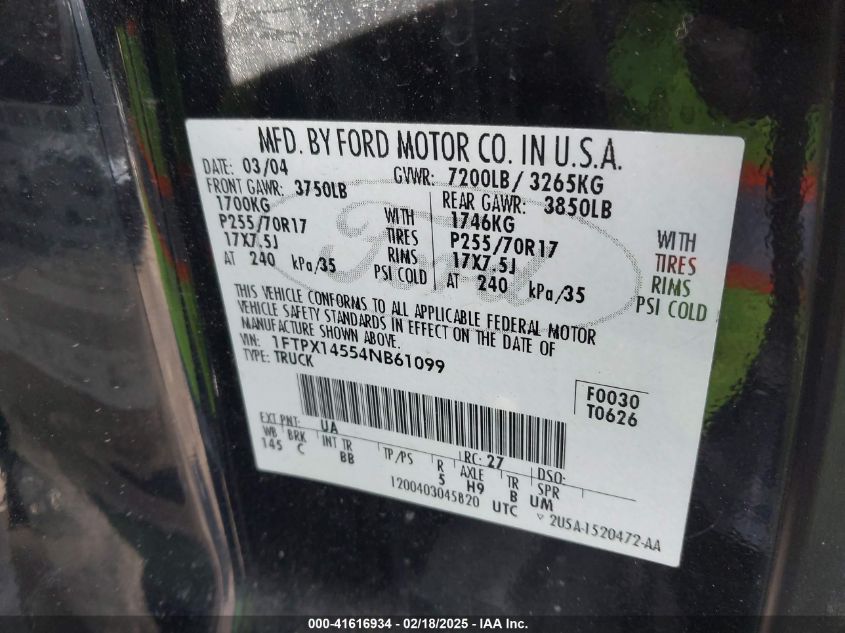 MFD. BY FORD MOTOR CO. IN U.S.A.
DATE: 03/04 GVWR: 7200LB/ 3265KG
FRONT GAWR: 3750LB REAR GAWR: 3850LB
1700KG 1746KG
P255/70R17 WITH P255/70R17 WITH
17X7.5J TIRES 17X7.5J TIRES
AT 240 kPa/35 RIMS AT 240 kPa/35 RIMS
PSI COLD PSI COLD
THIS VEHICLE CONFORMS TO ALL APPLICABLE FEDERAL MOTOR
VEHICLE SAFETY STANDARDS IN EFFECT ON THE DATE OF
MANUFACTURE SHOWN ABOVE.
VIN: 1FTPX14554NB61099
TYPE: TRUCK
F0030
T0626
EXT PNT: UA RC: 27 DSO:
WB BRK INT TR TP/PS R AXLE TR SPR
145 C BB 5 H9 B UM
1200403045820 UTC 2USA-1520472-AA
Ford
000-41616934 / 02/18/2025 - IAA Inc.